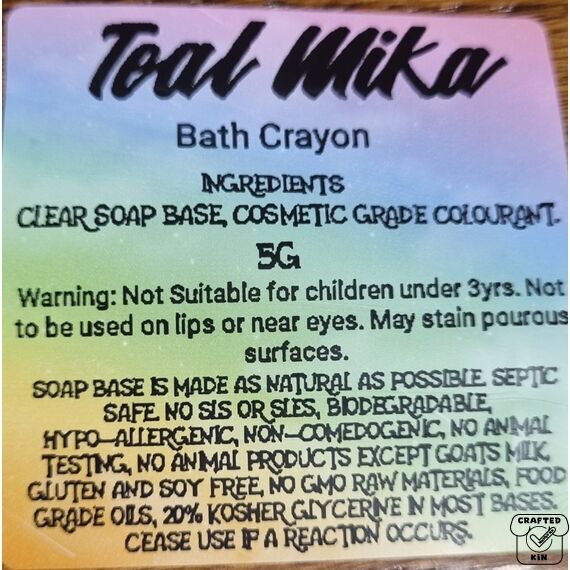 Toal Mika
Bath Crayon
INGREDIENTS
CLEAR SOAP BASE, COSMETIC GRADE COLOURANT.
5G
Warning: Not Suitable for children under 3yrs. Not
to be used on lips or near eyes. May stain pourous
surfaces.
SOAP BASE IS MADE AS NATURAL AS POSSIBLE. SEPTIC
SAFE. NO SLS OR SLES, BIODEGRADABLE,
HYPO-ALLERGENIC, NON-COMEDOGENIC, NO ANIMAL
TESTING, NO ANIMAL PRODUCTS EXCEPT GOATS MILK,
GLUTEN AND SOY FREE, NO GMO RAW MATERIALS, FOOD
GRADE OILS, 20% KOSHER GLYCERINE IN MOST BASES.
CEASE USE IF A REACTION OCCURS.
CRAFTED
KIN